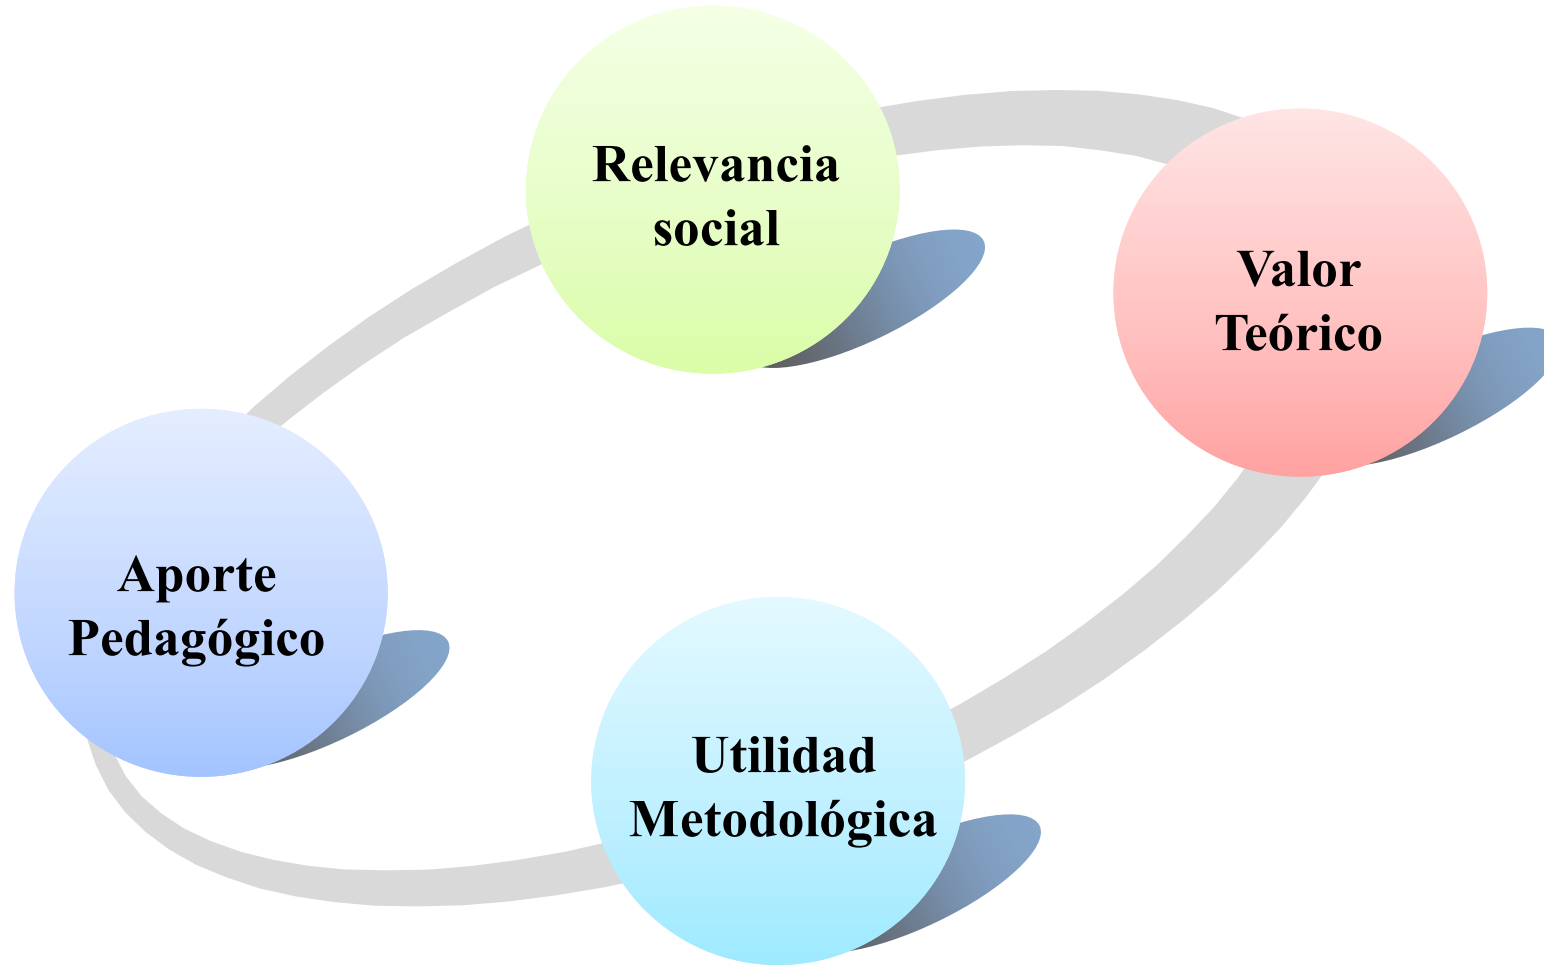 Relevancia
social
Valor
Teórico
Aporte
Pedagógico
Utilidad
Metodológica